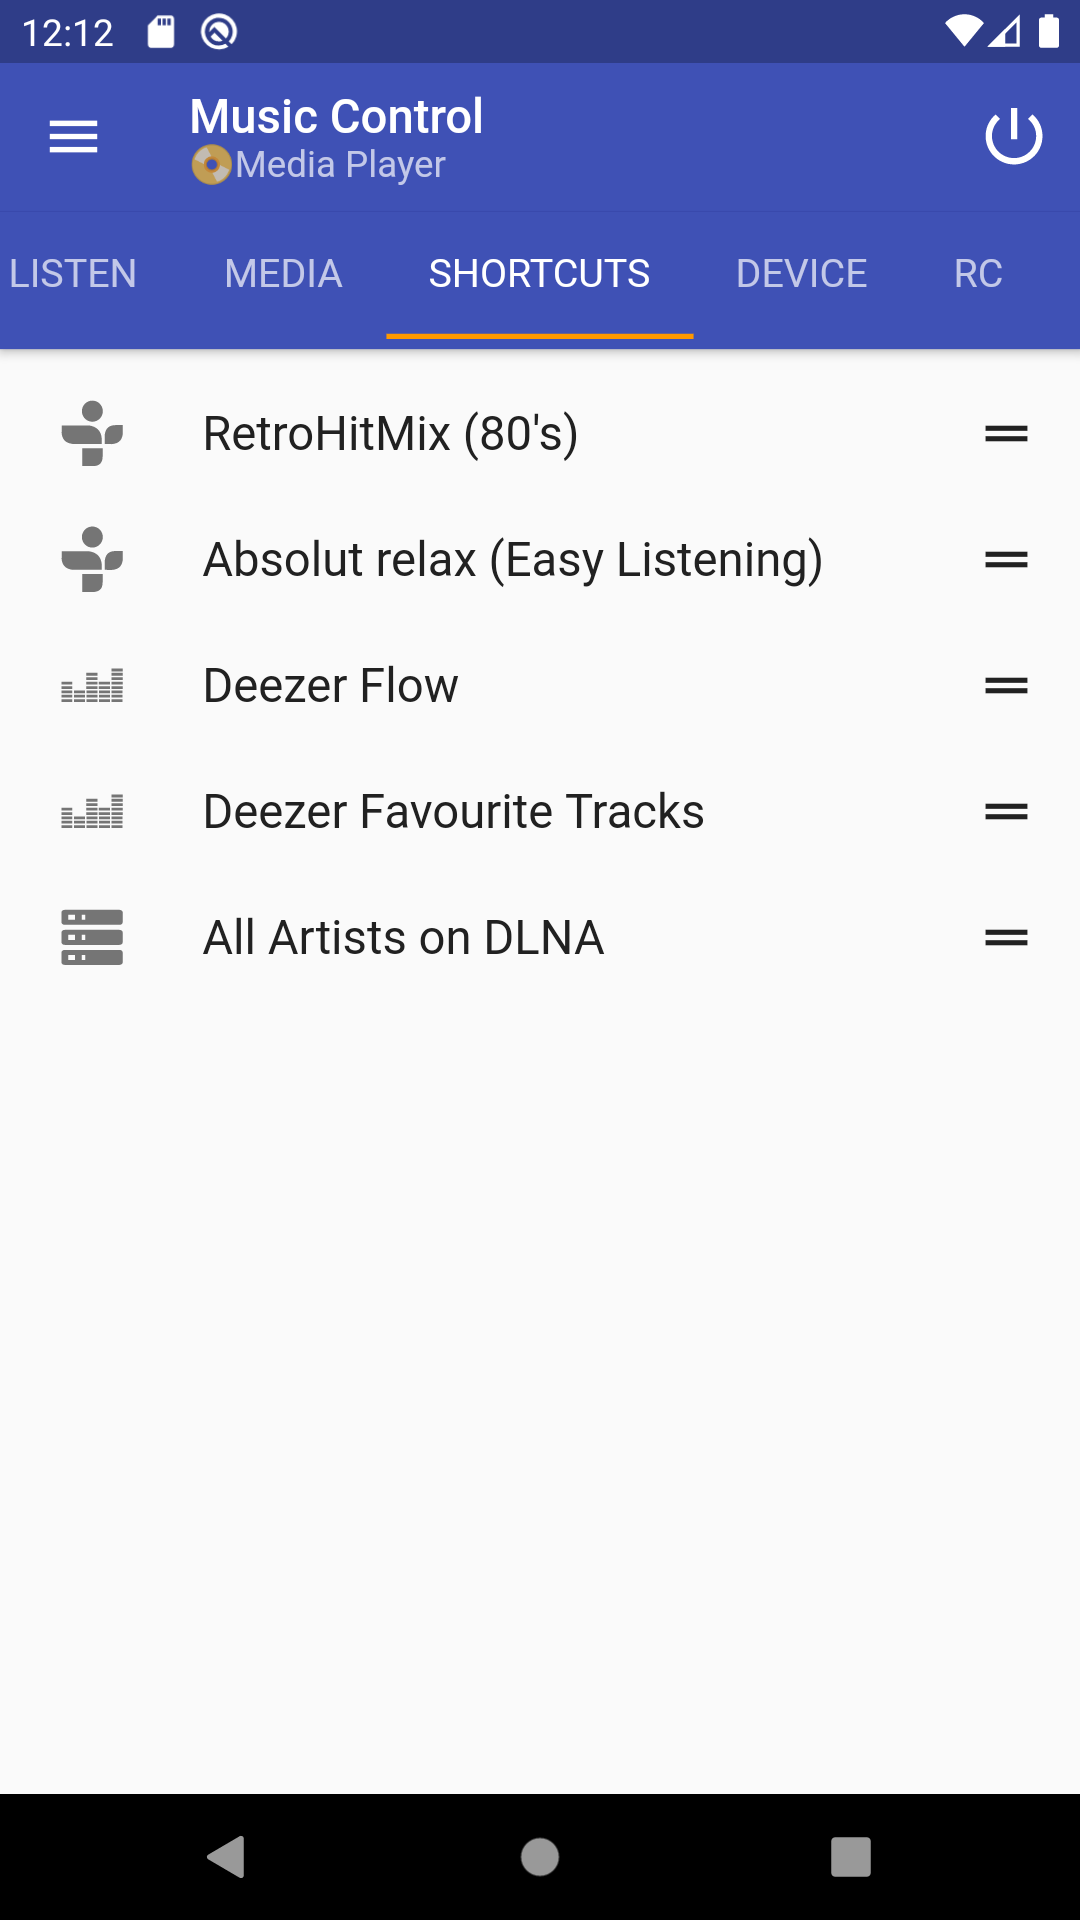 12:12
Music Control
Media Player
LISTEN MEDIA SHORTCUTS DEVICE RC
RetroHitMix (80's)
Absolut relax (Easy Listening)
Deezer Flow
Deezer Favourite Tracks
All Artists on DLNA